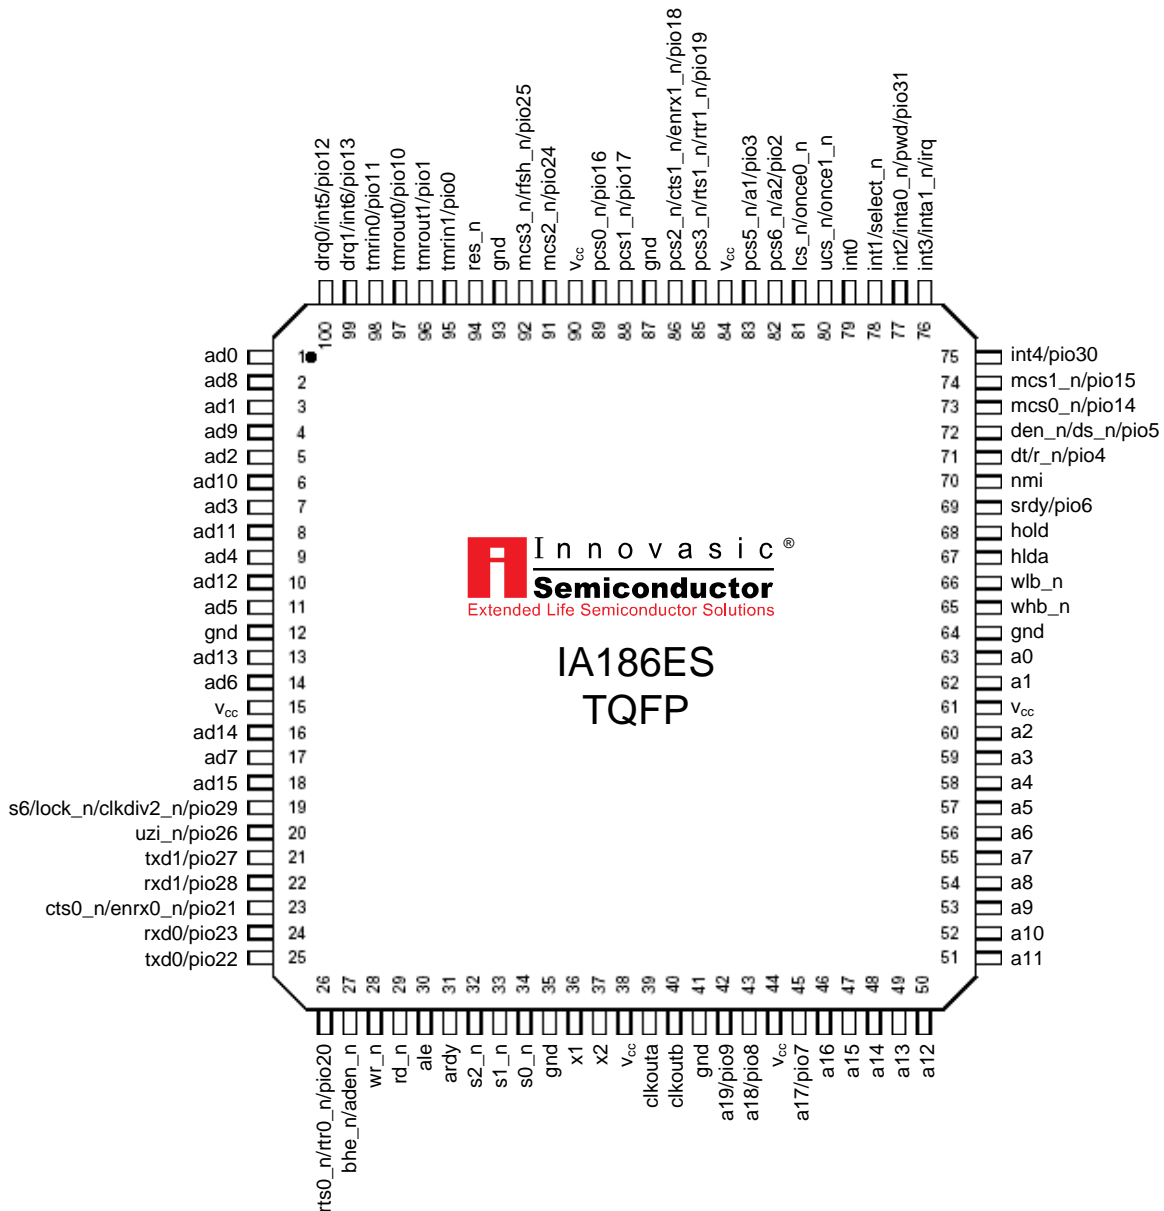 drq0/int5/pio12
drq1/int6/pio13
tmrin0/pio11
tmrout0/pio10
tmrout1/pio1
tmrin1/pio0
res_n
gnd
mcs3_n/rfsh_n/pio25
mcs2_n/pio24
vcc
pcs0_n/pio16
pcs1_n/pio17
gnd
pcs2_n/cts1_n/enrx1_n/pio18
pcs3_n/rts1_n/rtr1_n/pio19
vcc
pcs5_n/a1/pio3
pcs6_n/a2/pio2
lcs_n/once0_n
ucs_n/once1_n
int0
int1/select_n
int2/inta0_n/pwd/pio31
int3/inta1_n/irq
100 99 98 97 96 95 94 93 92 91 90 89 88 87 86 85 84 83 82 81 80 79 78 77 76
ad0 1
ad8 2
ad1 3
ad9 4
ad2 5
ad10 6
ad3 7
ad11 8
ad4 9
ad12 10
ad5 11
gnd 12
ad13 13
ad6 14
vcc 15
ad14 16
ad7 17
ad15 18
s6/lock_n/clkdiv2_n/pio29 19
uzi_n/pio26 20
txd1/pio27 21
rxd1/pio28 22
cts0_n/enrx0_n/pio21 23
rxd0/pio23 24
txd0/pio22 25
i Innovasic®
Semiconductor
Extended Life Semiconductor Solutions
IA186ES
TQFP
75 int4/pio30
74 mcs1_n/pio15
73 mcs0_n/pio14
72 den_n/ds_n/pio5
71 dt/r_n/pio4
70 nmi
69 srdy/pio6
68 hold
67 hlda
66 wlb_n
65 whb_n
64 gnd
63 a0
62 a1
61 vcc
60 a2
59 a3
58 a4
57 a5
56 a6
55 a7
54 a8
53 a9
52 a10
51 a11
26 27 28 29 30 31 32 33 34 35 36 37 38 39 40 41 42 43 44 45 46 47 48 49 50
rts0_n/rtr0_n/pio20
bhe_n/aden_n
wr_n
rd_n
ale
ardy
s2_n
s1_n
s0_n
gnd
x1
x2
vcc
clkouta
clkoutb
gnd
a19/pio9
a18/pio8
vcc
a17/pio7
a16
a15
a14
a13
a12